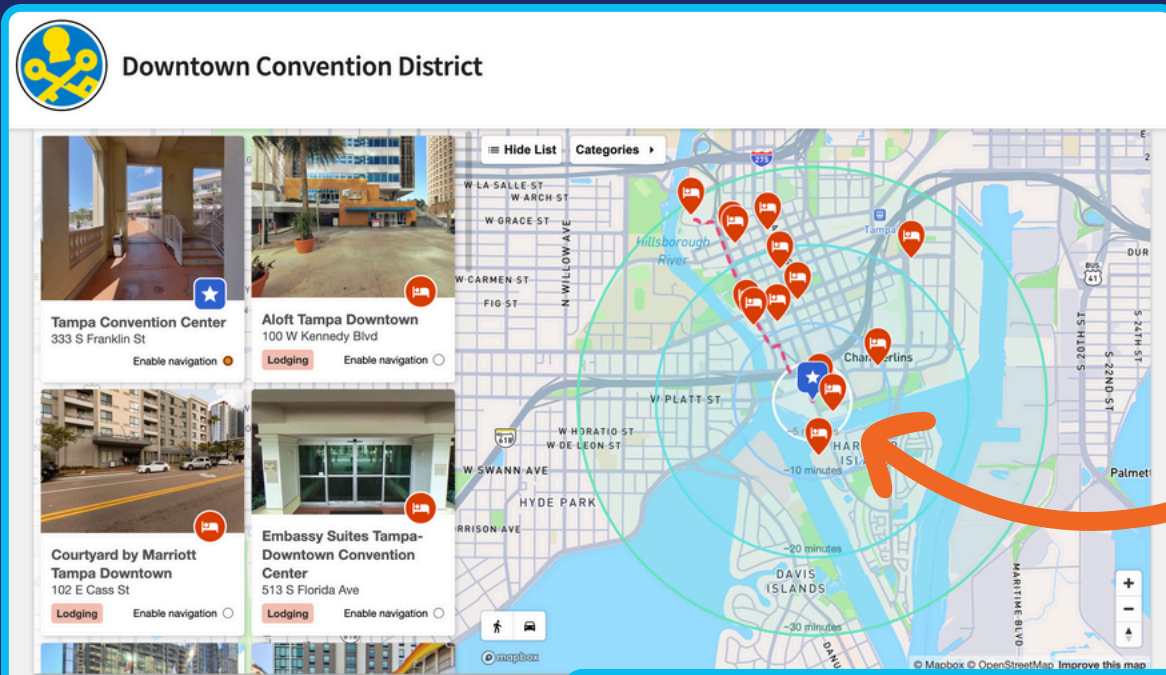 Downtown Convention District
Hide List
Categories
Tampa Convention Center
333 S Franklin St
Enable navigation
Aloft Tampa Downtown
100 W Kennedy Blvd
Lodging
Enable navigation
Courtyard by Marriott
Tampa Downtown
102 E Cass St
Lodging
Enable navigation
Embassy Suites Tampa-
Downtown Convention
Center
513 S Florida Ave
Lodging
Enable navigation
275
W LA SALLE ST
W ARCH ST
W GRACE ST
N WILLOW AVE
Hillsborough
River
Tampa
W CARMEN ST
FIG ST
DUR
BUS.
41
S 20TH ST
S 24TH ST
S 22ND ST
W PLATT ST
618
W HORATIO ST
W DE LEON ST
~10 minutes
W SWANN AVE
Palmet
HYDE PARK
RRISON AVE
~20 minutes
DAVIS
ISLANDS
MARITIME BLVD
~30 minutes
DANU
mapbox
© Mapbox © OpenStreetMap Improve this map